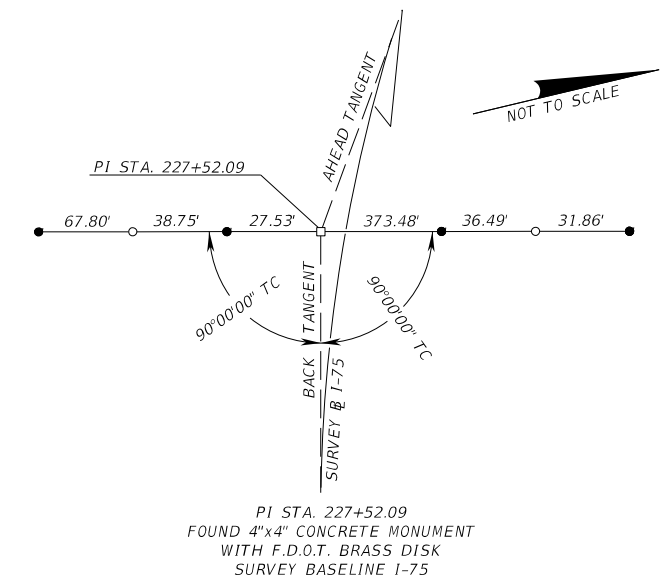 AHEAD TANGENT
NOT TO SCALE
PI STA. 227+52.09
67.80' 38.75' 27.53' 373.48' 36.49' 31.86'
90°00'00" TC
90°00'00" TC
BACK TANGENT
SURVEY ℄ I-75
PI STA. 227+52.09
FOUND 4"x4" CONCRETE MONUMENT
WITH F.D.O.T. BRASS DISK
SURVEY BASELINE I-75